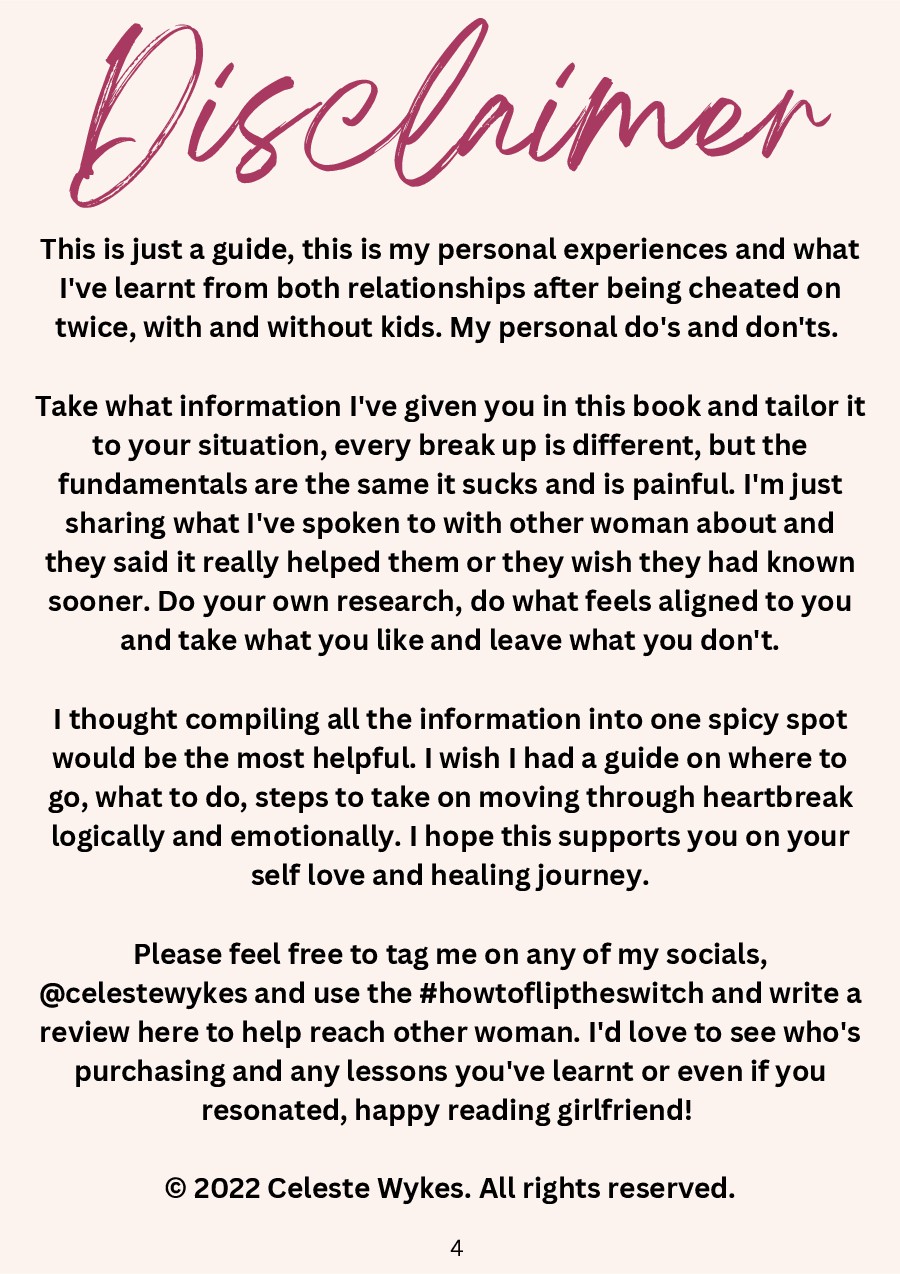 Disclaimer
This is just a guide, this is my personal experiences and what
I've learnt from both relationships after being cheated on
twice, with and without kids. My personal do's and don'ts.
Take what information I've given you in this book and tailor it
to your situation, every break up is different, but the
fundamentals are the same it sucks and is painful. I'm just
sharing what I've spoken to with other woman about and
they said it really helped them or they wish they had known
sooner. Do your own research, do what feels aligned to you
and take what you like and leave what you don't.
I thought compiling all the information into one spicy spot
would be the most helpful. I wish I had a guide on where to
go, what to do, steps to take on moving through heartbreak
logically and emotionally. I hope this supports you on your
self love and healing journey.
Please feel free to tag me on any of my socials,
@celestewykes and use the #howtofliptheswitch and write a
review here to help reach other woman. I'd love to see who's
purchasing and any lessons you've learnt or even if you
resonated, happy reading girlfriend!
© 2022 Celeste Wykes. All rights reserved.
4